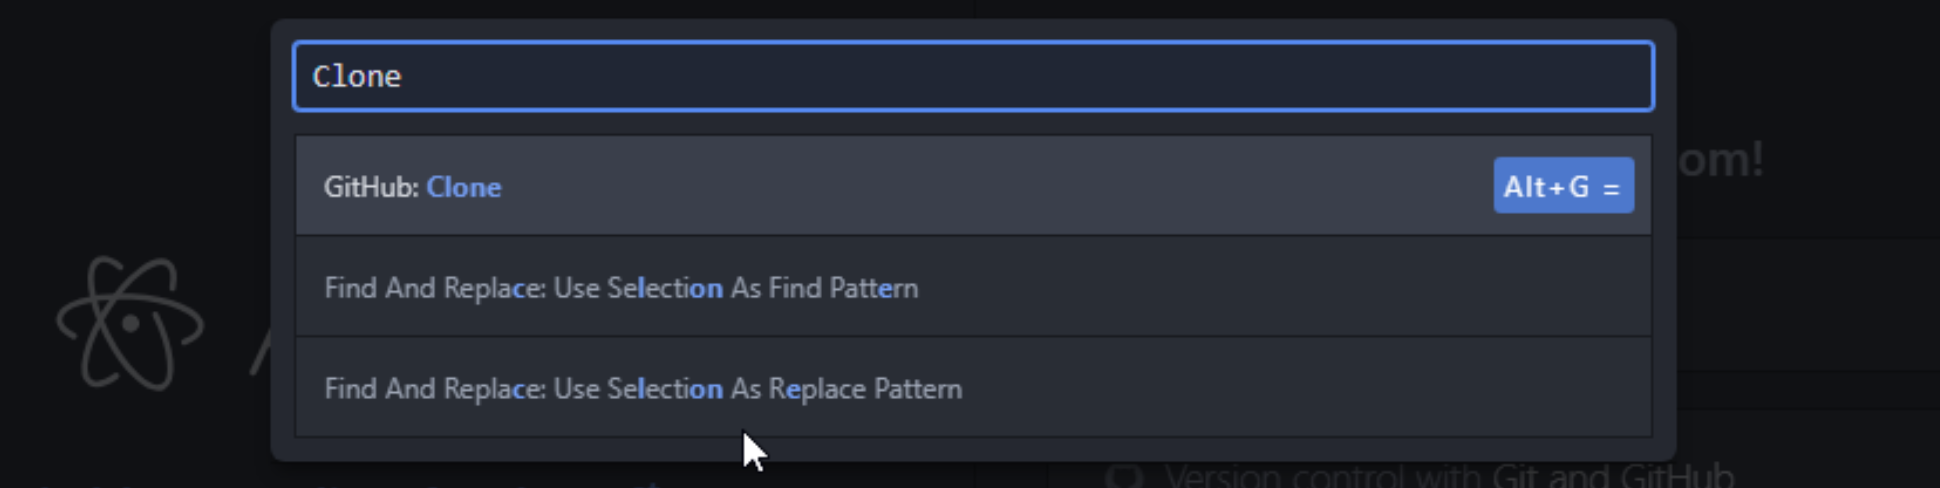 Clone
GitHub: Clone Alt+G =
om!
Find And Replace: Use Selection As Find Pattern
Find And Replace: Use Selection As Replace Pattern
Version control with Git and GitHub